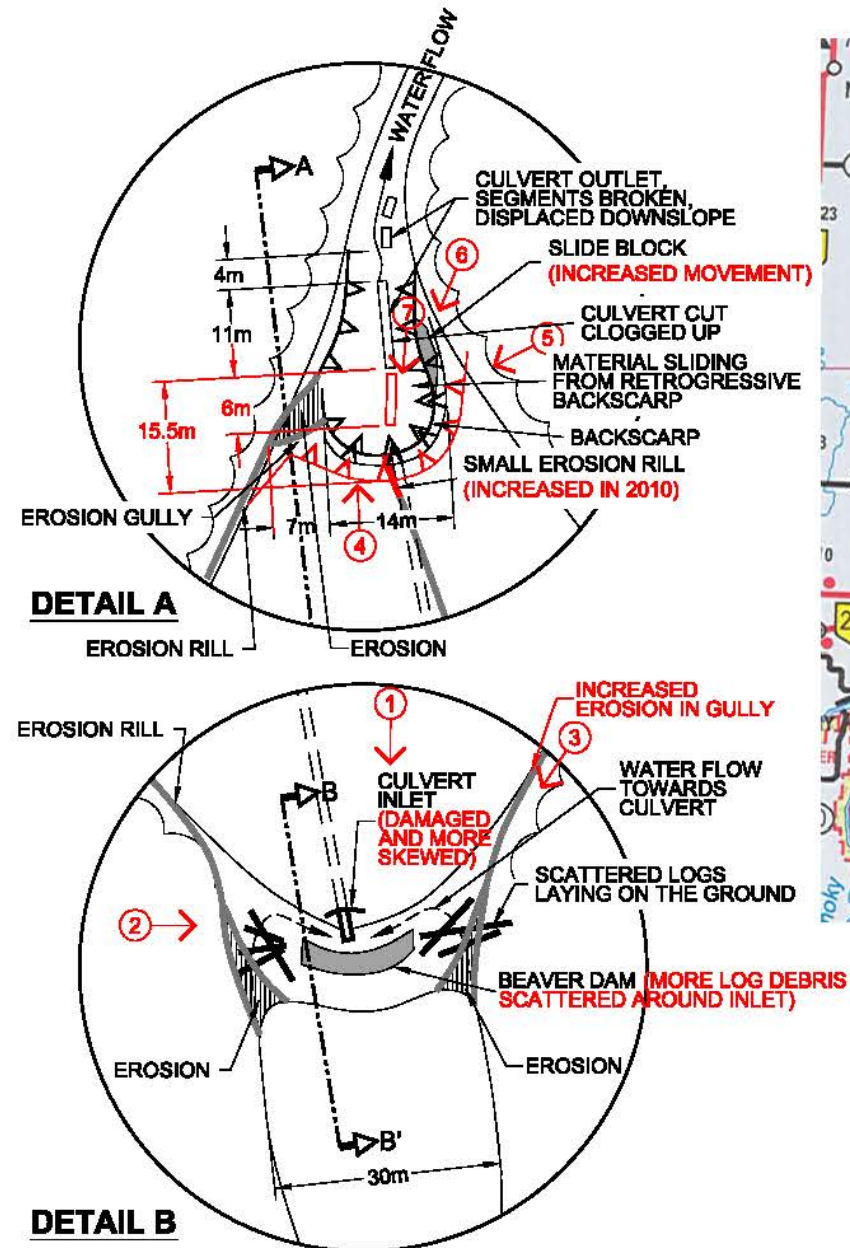 WATER FLOW
A
CULVERT OUTLET,
SEGMENTS BROKEN,
DISPLACED DOWNSLOPE
6
SLIDE BLOCK
(INCREASED MOVEMENT)
4m
11m
7
CULVERT CUT
CLOGGED UP
5
MATERIAL SLIDING
FROM RETROGRESSIVE
BACKSCARP
6m
15.5m
BACKSCARP
SMALL EROSION RILL
(INCREASED IN 2010)
EROSION GULLY
7m
14m
4
DETAIL A
EROSION RILL
EROSION
1
INCREASED
EROSION IN GULLY
EROSION RILL
3
B
CULVERT
INLET
(DAMAGED
AND MORE
SKEWED)
WATER FLOW
TOWARDS
CULVERT
SCATTERED LOGS
LAYING ON THE GROUND
2
BEAVER DAM (MORE LOG DEBRIS
SCATTERED AROUND INLET)
EROSION
EROSION
B'
30m
DETAIL B
23
2